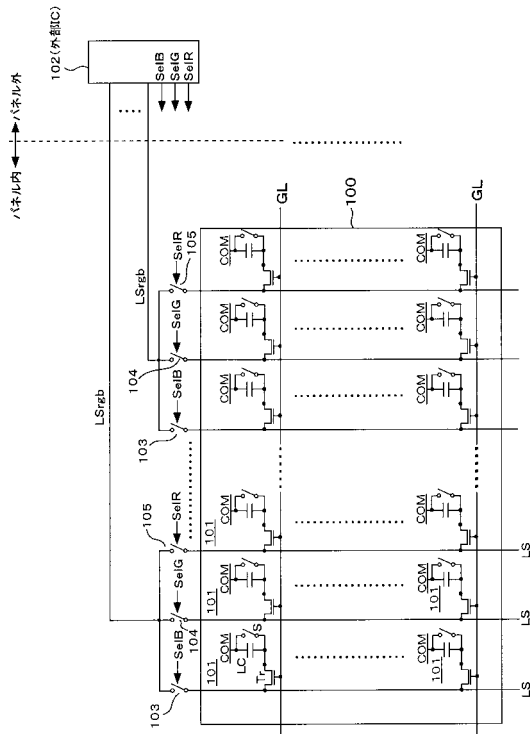 パネル内 パネル外
102(外部IC)
SelB
SelG
SelR
LSrgb
LSrgb
103
SelB
104
SelG
105
SelR
103
SelB
104
SelG
105
SelR
100
COM
COM
COM
COM
COM
COM
101
101
101
LC
S
Tr
GL
COM
COM
COM
COM
COM
COM
101
101
GL
LS
LS
LS